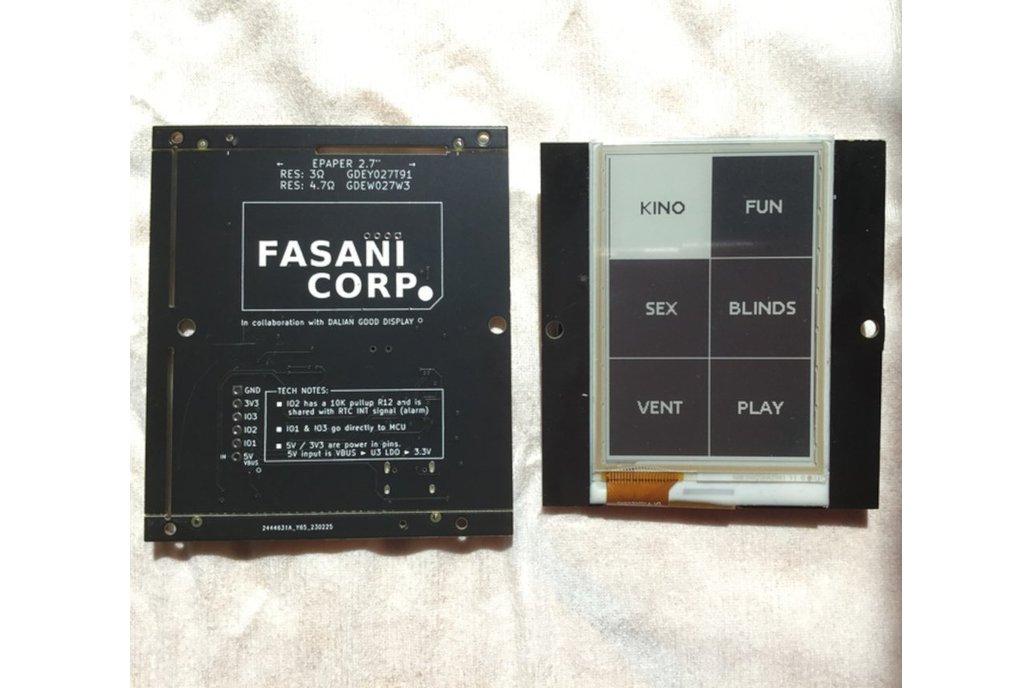 ← EPAPER 2.7" →
RES: 3Ω GDEY027T91
RES: 4.7Ω GDEW027W3
FASANI
CORP.
In collaboration with DALIAN GOOD DISPLAY
GND
3V3
IO3
IO2
IO1
IN 5V
VBUS
TECH NOTES:
■ IO2 has a 10K pullup R12 and is
shared with RTC INT signal (alarm)
■ IO1 & IO3 go directly to MCU
■ 5V / 3V3 are power in pins.
5V input is VBUS ► U3 LDO ► 3.3V
2444631A_Y65_230225
KINO FUN
SEX BLINDS
VENT PLAY